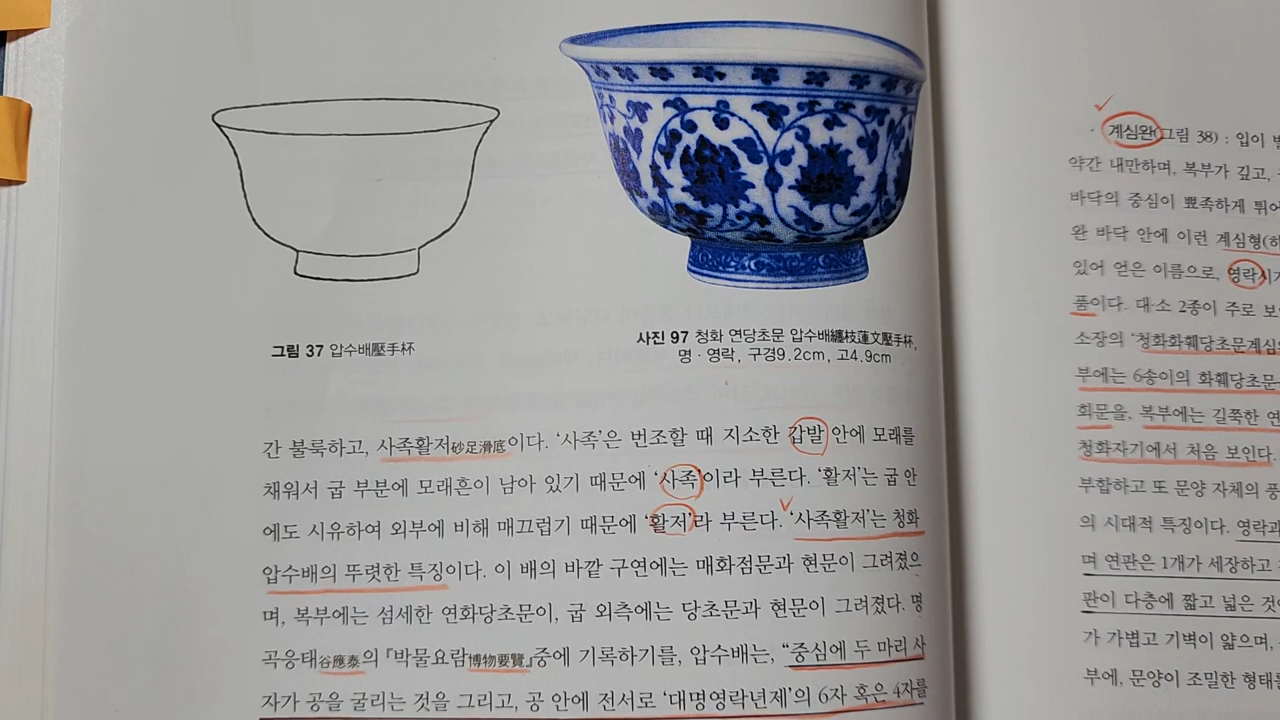 그림 37 압수배壓手杯
사진 97 청화 연당초문 압수배纏枝蓮文壓手杯,
명 · 영락, 구경9.2cm, 고4.9cm
간 불룩하고, 사족활저砂足滑底이다. ‘사족’은 번조할 때 지소한 갑발 안에 모래를
채워서 굽 부분에 모래흔이 남아 있기 때문에 ‘사족’이라 부른다. ‘활저’는 굽 안
에도 시유하여 외부에 비해 매끄럽기 때문에 ‘활저’라 부른다. ‘사족활저’는 청화
압수배의 뚜렷한 특징이다. 이 배의 바깥 구연에는 매화점문과 현문이 그려졌으
며, 복부에는 섬세한 연화당초문이, 굽 외측에는 당초문과 현문이 그려졌다. 명
곡응태谷應泰의 『박물요람博物要覽』중에 기록하기를, 압수배는, “중심에 두 마리 사
자가 공을 굴리는 것을 그리고, 공 안에 전서로 ‘대명영락년제’의 6자 혹은 4자를
계심완(그림 38) : 입이
약간 내만하며, 복부가 깊고,
바닥의 중심이 뾰족하게 튀어
완 바닥 안에 이런 계심형(
있어 얻은 이름으로, 영락시
품이다. 대·소 2종이 주로 보
소장의 ‘청화화훼당초문계심
부에는 6송이의 화훼당초문
회문을, 복부에는 길쭉한 연
청화자기에서 처음 보인다.
부합하고 또 문양 자체의 풍
의 시대적 특징이다. 영락과
며 연판은 1개가 세장하고
판이 다층에 짧고 넓은 것
가 가볍고 기벽이 얇으며,
부에, 문양이 조밀한 형태